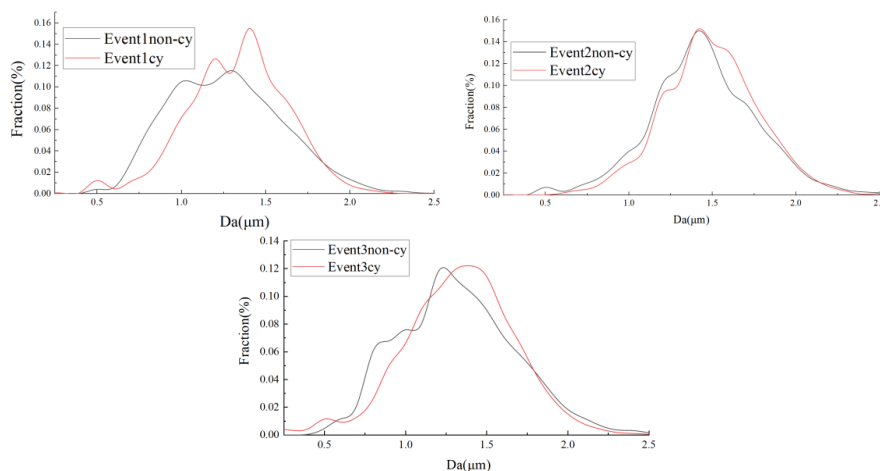 Event1non-cy
Event1cy
Fraction(%)
0.16
0.14
0.12
0.10
0.08
0.06
0.04
0.02
0.00
0.5 1.0 1.5 2.0 2.5
Da(μm)
Event2non-cy
Event2cy
Fraction(%)
0.16
0.14
0.12
0.10
0.08
0.06
0.04
0.02
0.00
0.5 1.0 1.5 2.0 2.5
Da(μm)
Event3non-cy
Event3cy
Fraction(%)
0.14
0.12
0.10
0.08
0.06
0.04
0.02
0.00
0.5 1.0 1.5 2.0 2.5
Da(μm)